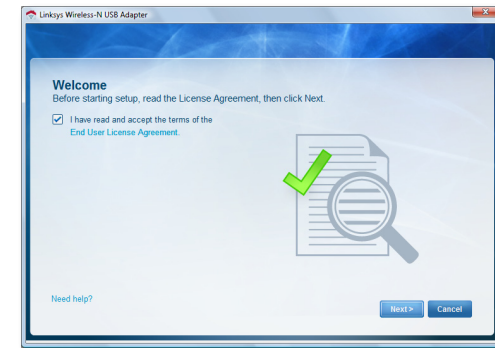 Linksys Wireless-N USB Adapter
Welcome
Before starting setup, read the License Agreement, then click Next.
I have read and accept the terms of the
End User License Agreement.
Need help?
Next >
Cancel